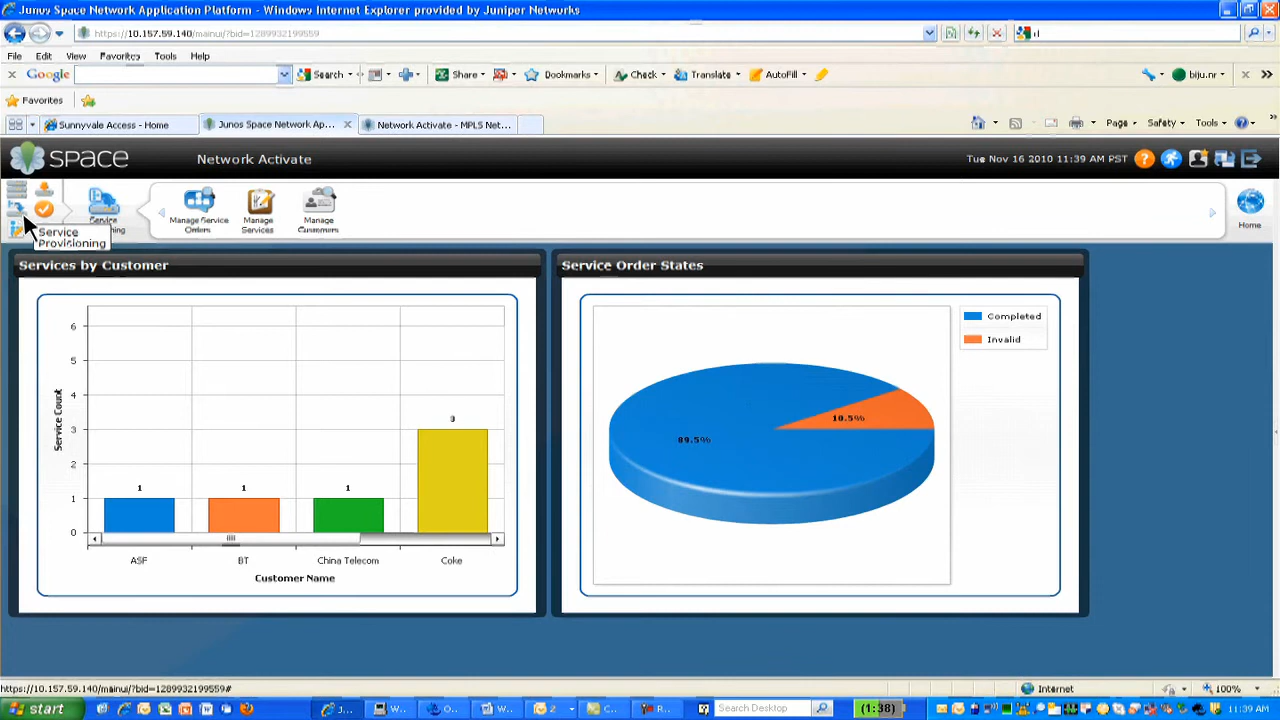 Junos Space Network Application Platform - Windows Internet Explorer provided by Juniper Networks
https://10.157.59.140/mainui/?bid=1289932199559
File Edit View Favorites Tools Help
Google Search Share Bookmarks Check Translate AutoFill biju.nr
Favorites
Sunnyvale Access - Home Junos Space Network Ap... Network Activate - MPLS Net... Page Safety Tools
space Network Activate Tue Nov 16 2010 11:39 AM PST
Service
Manage Service
Orders
Manage
Services
Manage
Customers
Home
Service
Provisioning
Services by Customer
6
5
4
3
2
1
0
Service Count
1
1
1
3
ASF BT China Telecom Coke
Customer Name
Service Order States
10.5%
89.5%
Completed
Invalid
https://10.157.59.140/mainui/?bid=1289932199559#
Internet 100%
start J... W... O... W... 2 C... R... Search Desktop (1:38) 11:39 AM